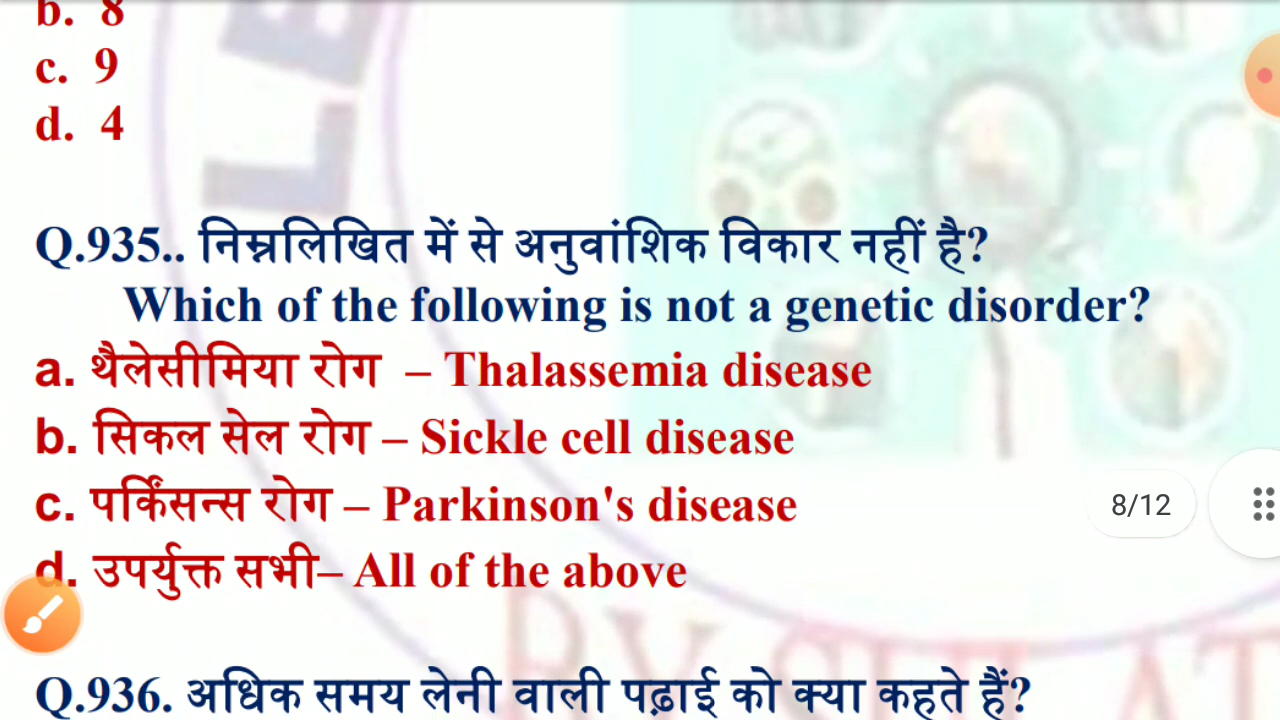 b. 8
c. 9
d. 4
Q.935.. निम्नलिखित में से अनुवांशिक विकार नहीं है?
Which of the following is not a genetic disorder?
a. थैलेसीमिया रोग – Thalassemia disease
b. सिकल सेल रोग – Sickle cell disease
c. पर्किंसन्स रोग – Parkinson's disease
8/12
d. उपर्युक्त सभी– All of the above
Q.936. अधिक समय लेनी वाली पढ़ाई को क्या कहते हैं?